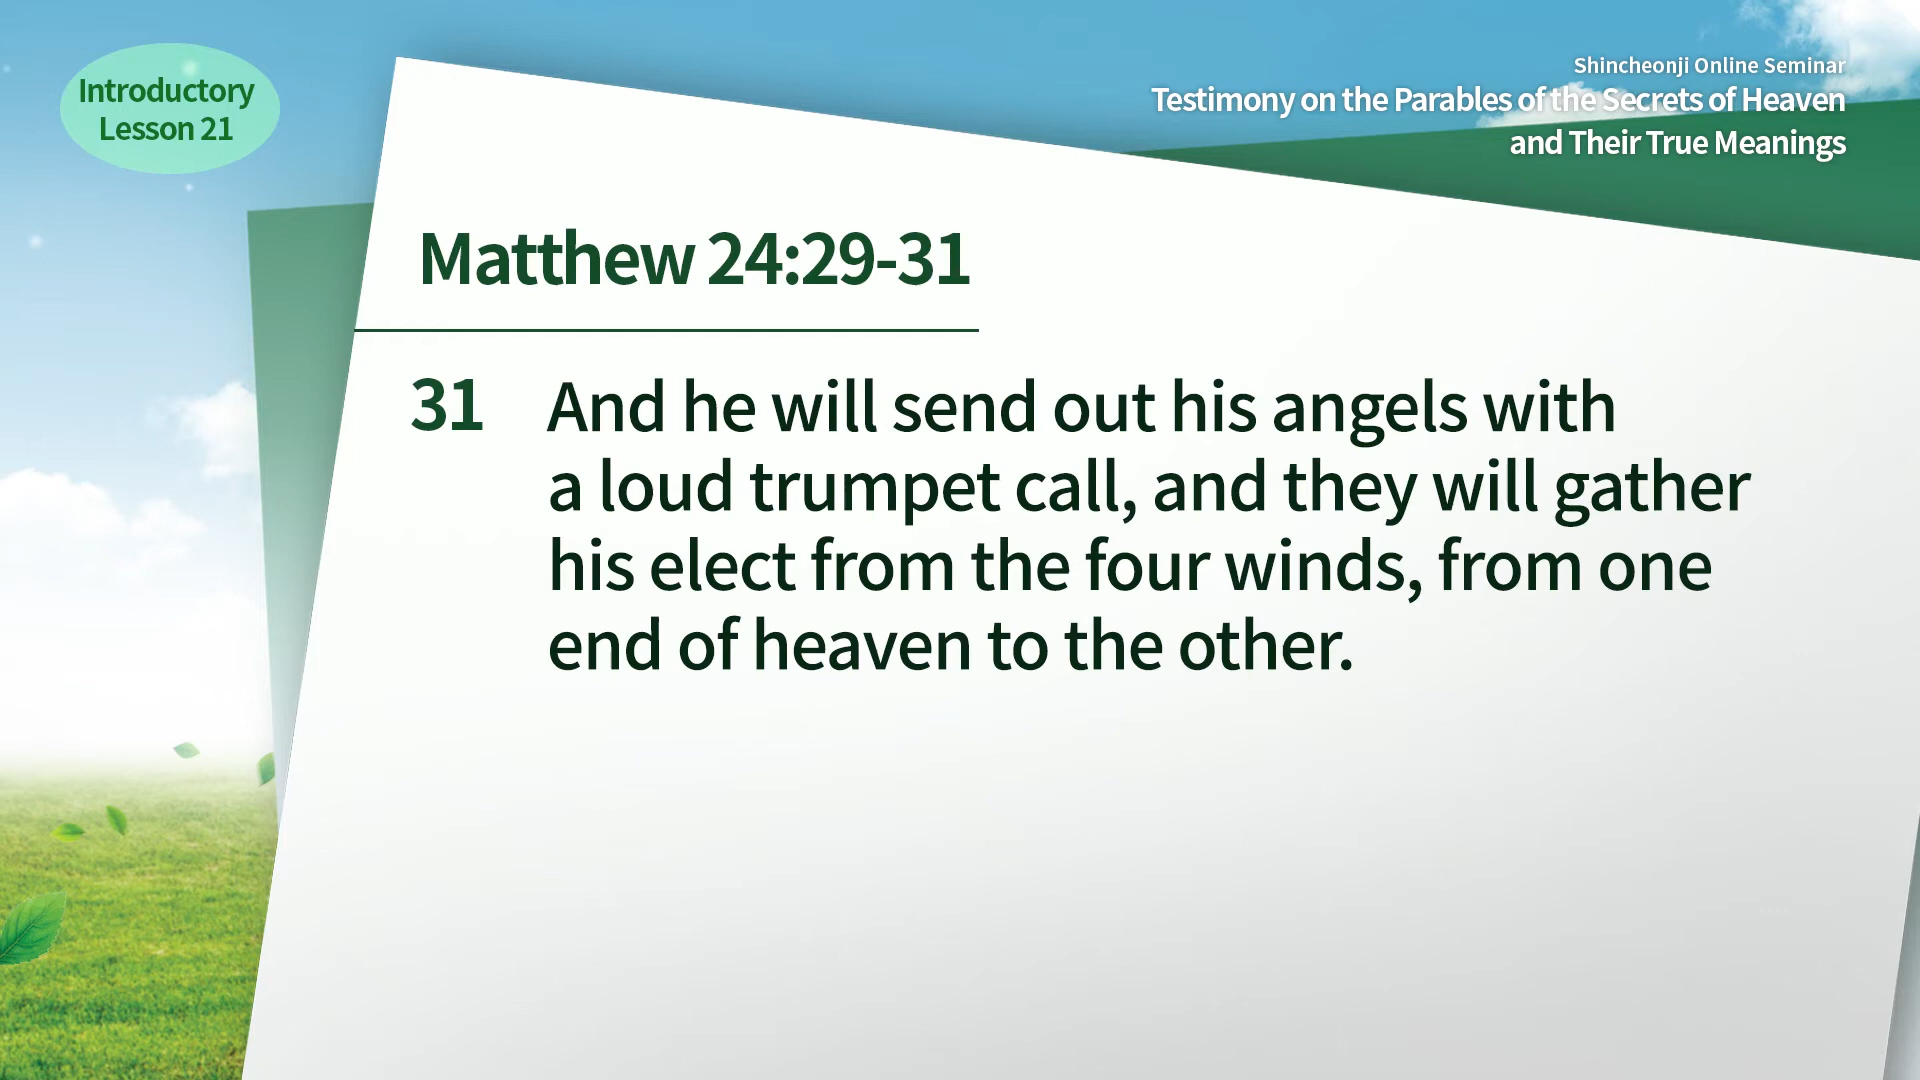 Introductory
Lesson 21
Shincheonji Online Seminar
Testimony on the Parables of the Secrets of Heaven
and Their True Meanings
Matthew 24:29-31
31 And he will send out his angels with
a loud trumpet call, and they will gather
his elect from the four winds, from one
end of heaven to the other.